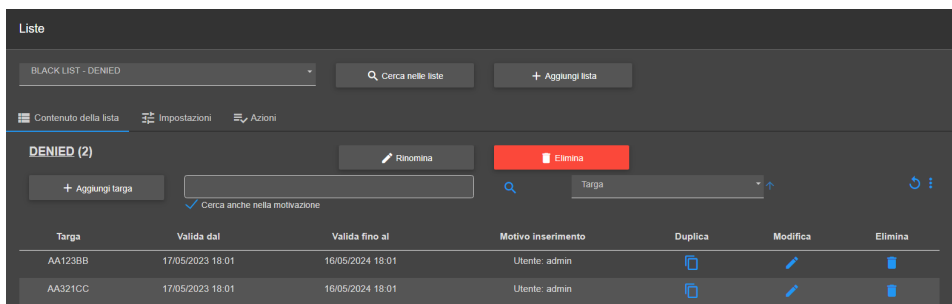 Liste
BLACK LIST - DENIED
Cerca nelle liste
Aggiungi lista
Contenuto della lista Impostazioni Azioni
DENIED (2) Rinomina Elimina
Aggiungi targa Targa
Cerca anche nella motivazione
Targa Valida dal Valida fino al Motivo inserimento Duplica Modifica Elimina
AA123BB 17/05/2023 18:01 16/05/2024 18:01 Utente: admin
AA321CC 17/05/2023 18:01 16/05/2024 18:01 Utente: admin